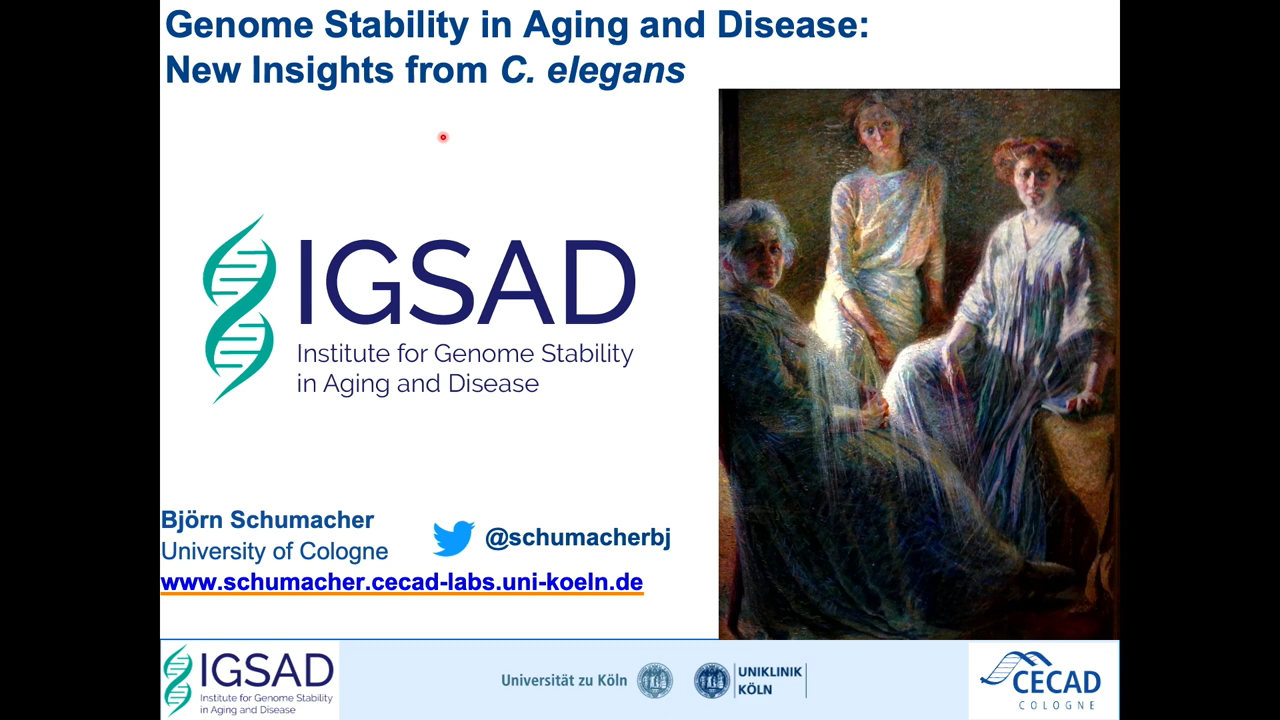 Genome Stability in Aging and Disease:
New Insights from C. elegans
IGSAD
Institute for Genome Stability
in Aging and Disease
Björn Schumacher
University of Cologne
@schumacherbj
www.schumacher.cecad-labs.uni-koeln.de
IGSAD
Institute for Genome Stability
in Aging and Disease
Universität zu Köln
UNIKLINIK
KÖLN
CECAD
COLOGNE